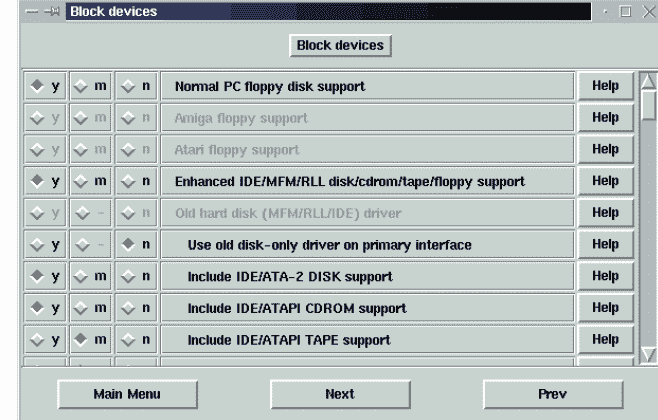 Block devices
Block devices
y m n Normal PC floppy disk support Help
y m n Amiga floppy support Help
y m n Atari floppy support Help
y m n Enhanced IDE/MFM/RLL disk/cdrom/tape/floppy support Help
y - n Old hard disk (MFM/RLL/IDE) driver Help
y - n Use old disk-only driver on primary interface Help
y m n Include IDE/ATA-2 DISK support Help
y m n Include IDE/ATAPI CDROM support Help
y m n Include IDE/ATAPI TAPE support Help
Main Menu Next Prev